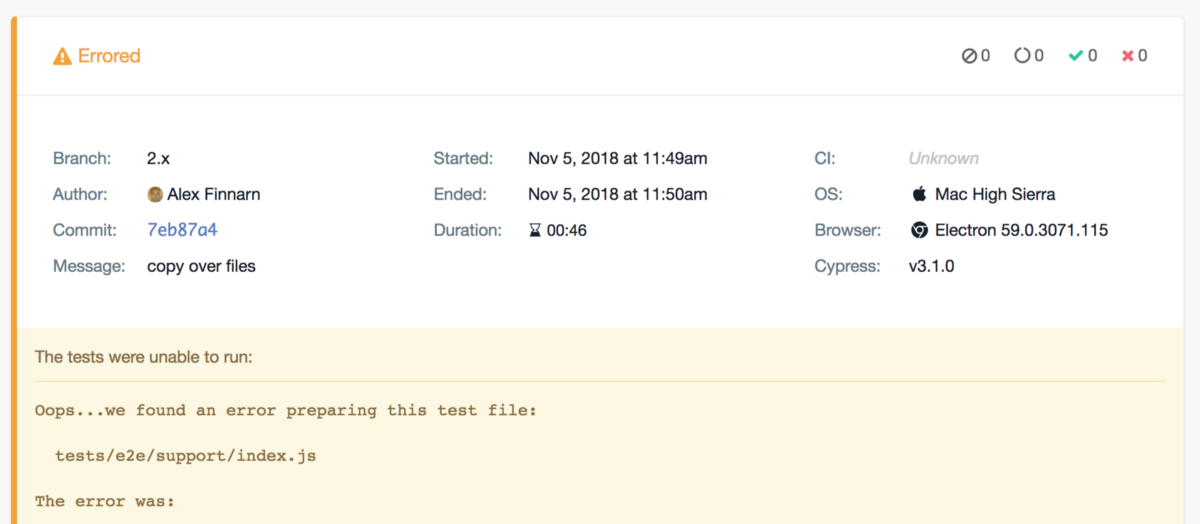 Errored 0 0 0 0
Branch: 2.x Started: Nov 5, 2018 at 11:49am CI: Unknown
Author: Alex Finnarn Ended: Nov 5, 2018 at 11:50am OS: Mac High Sierra
Commit: 7eb87a4 Duration: 00:46 Browser: Electron 59.0.3071.115
Message: copy over files Cypress: v3.1.0
The tests were unable to run:
Oops...we found an error preparing this test file:
tests/e2e/support/index.js
The error was: